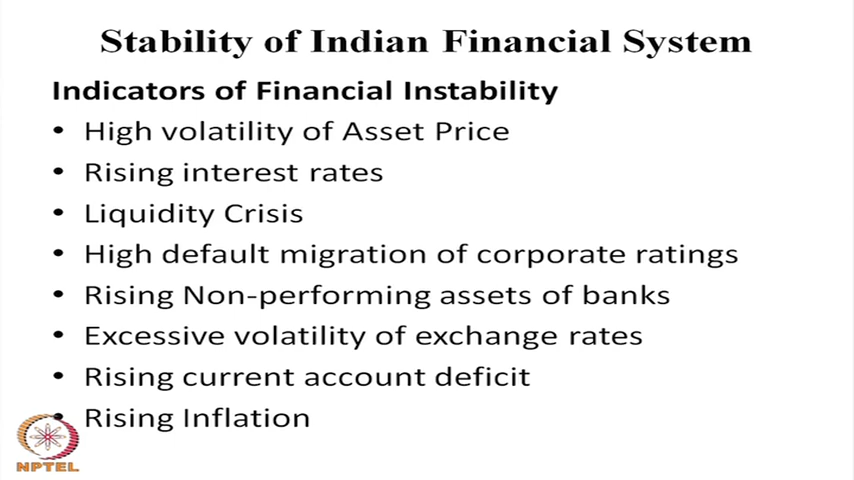 Stability of Indian Financial System
Indicators of Financial Instability
• High volatility of Asset Price
• Rising interest rates
• Liquidity Crisis
• High default migration of corporate ratings
• Rising Non-performing assets of banks
• Excessive volatility of exchange rates
• Rising current account deficit
• Rising Inflation
NPTEL